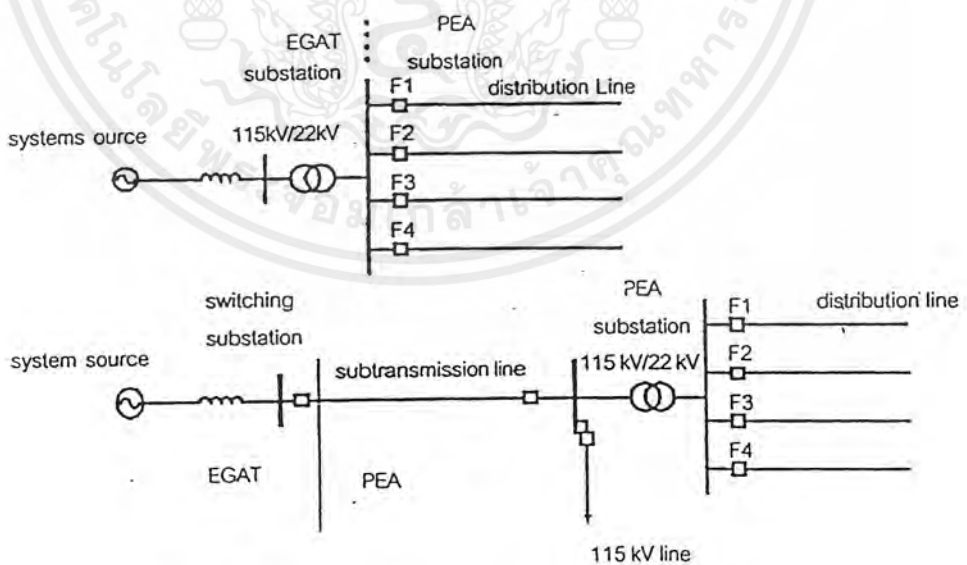 PEA
EGAT
substation
substation
F1
distribution Line
systems ource
115kV/22kV
F2
F3
F4
switching
substation
PEA
substation
F1
distribution line
system source
subtransmission line
115 kV/22 kV
F2
F3
F4
EGAT
PEA
115 kV line